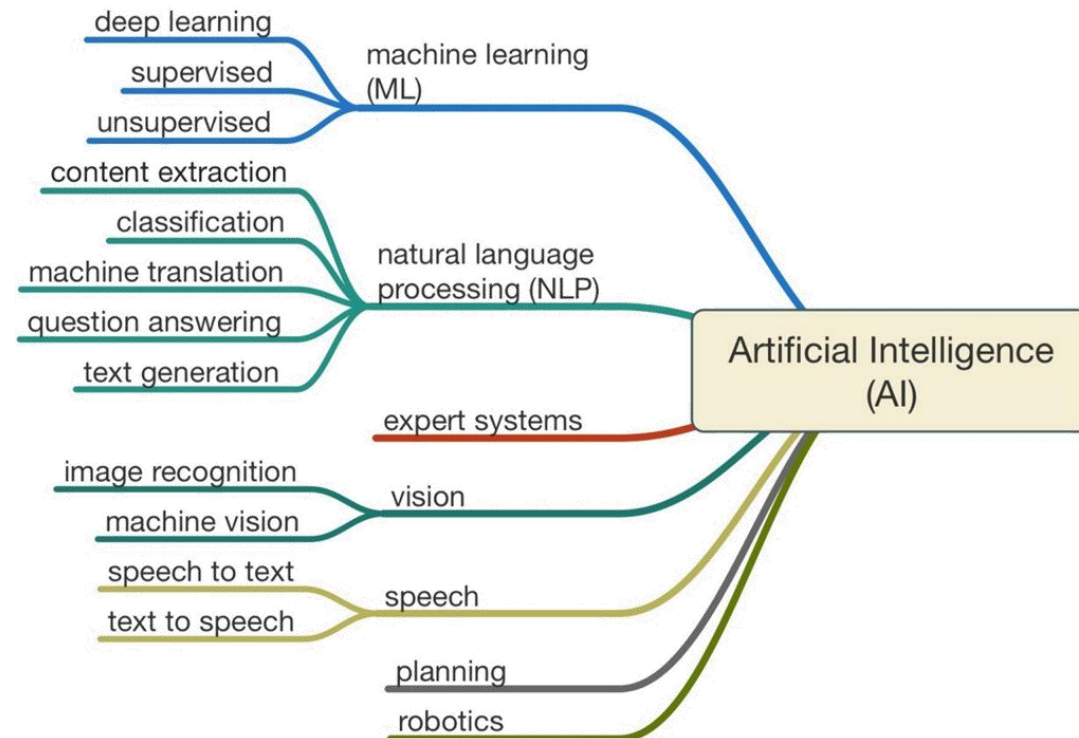 deep learning
supervised
unsupervised
machine learning
(ML)
content extraction
classification
machine translation
question answering
text generation
natural language
processing (NLP)
expert systems
image recognition
machine vision
vision
speech to text
text to speech
speech
planning
robotics
Artificial Intelligence
(AI)